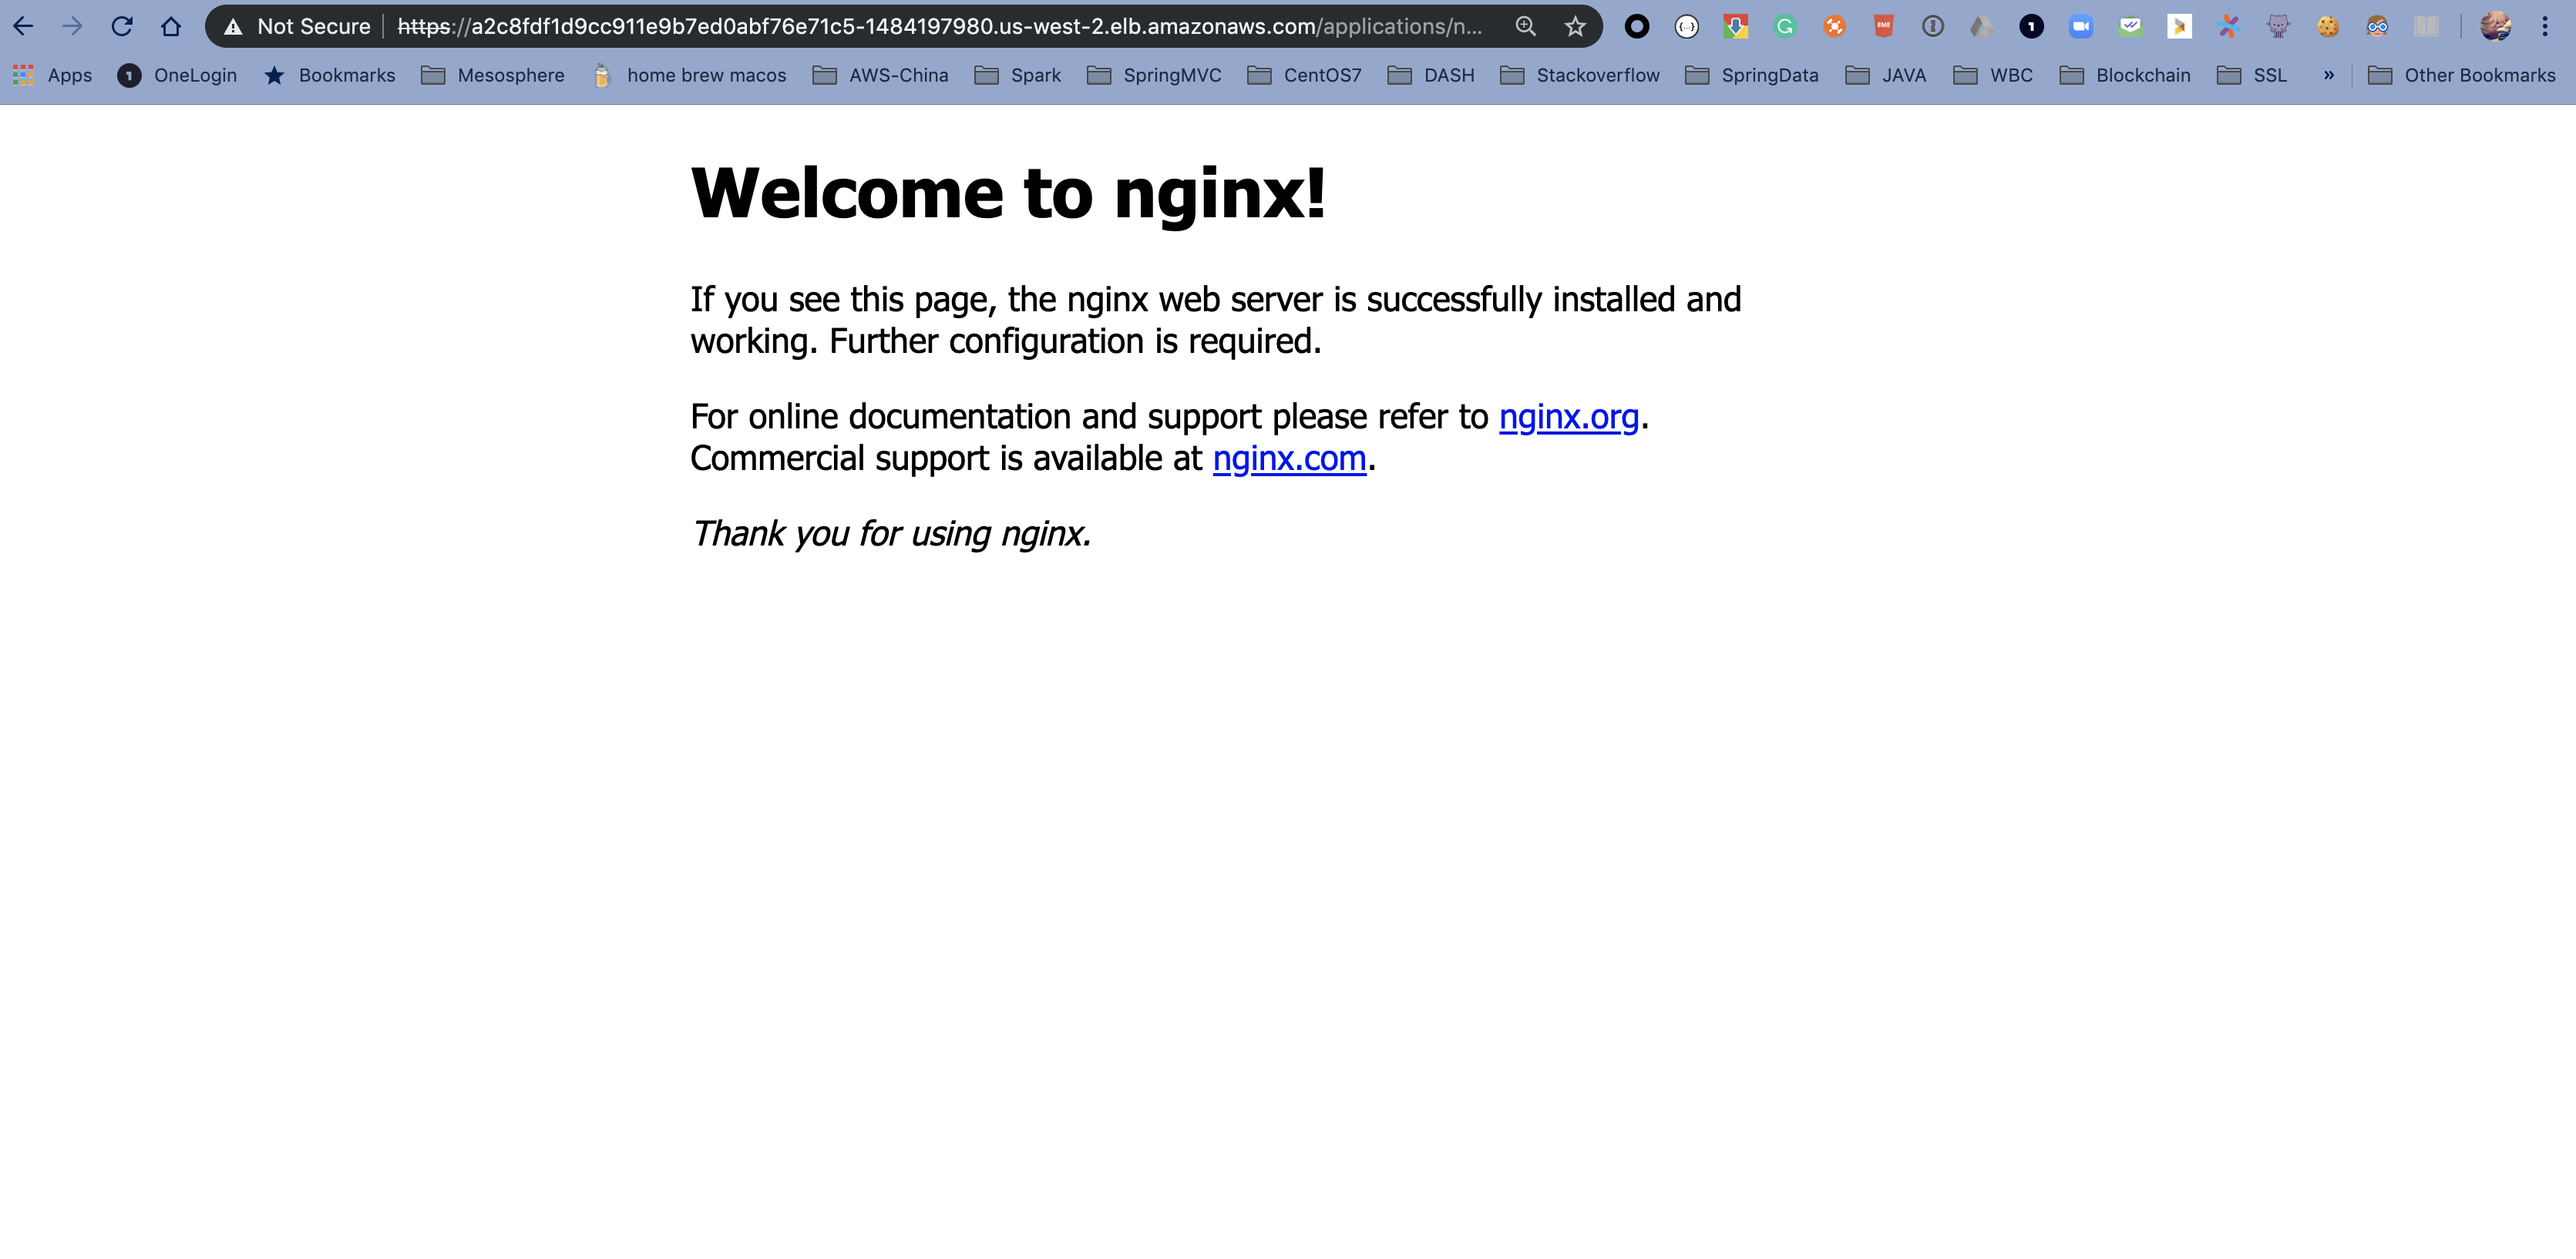 Not Secure https://a2c8fdf1d9cc911e9b7ed0abf76e71c5-1484197980.us-west-2.elb.amazonaws.com/applications/n...
Apps OneLogin Bookmarks Mesosphere home brew macos AWS-China Spark SpringMVC CentOS7 DASH Stackoverflow SpringData JAVA WBC Blockchain SSL » Other Bookmarks
Welcome to nginx!
If you see this page, the nginx web server is successfully installed and
working. Further configuration is required.
For online documentation and support please refer to nginx.org.
Commercial support is available at nginx.com.
Thank you for using nginx.